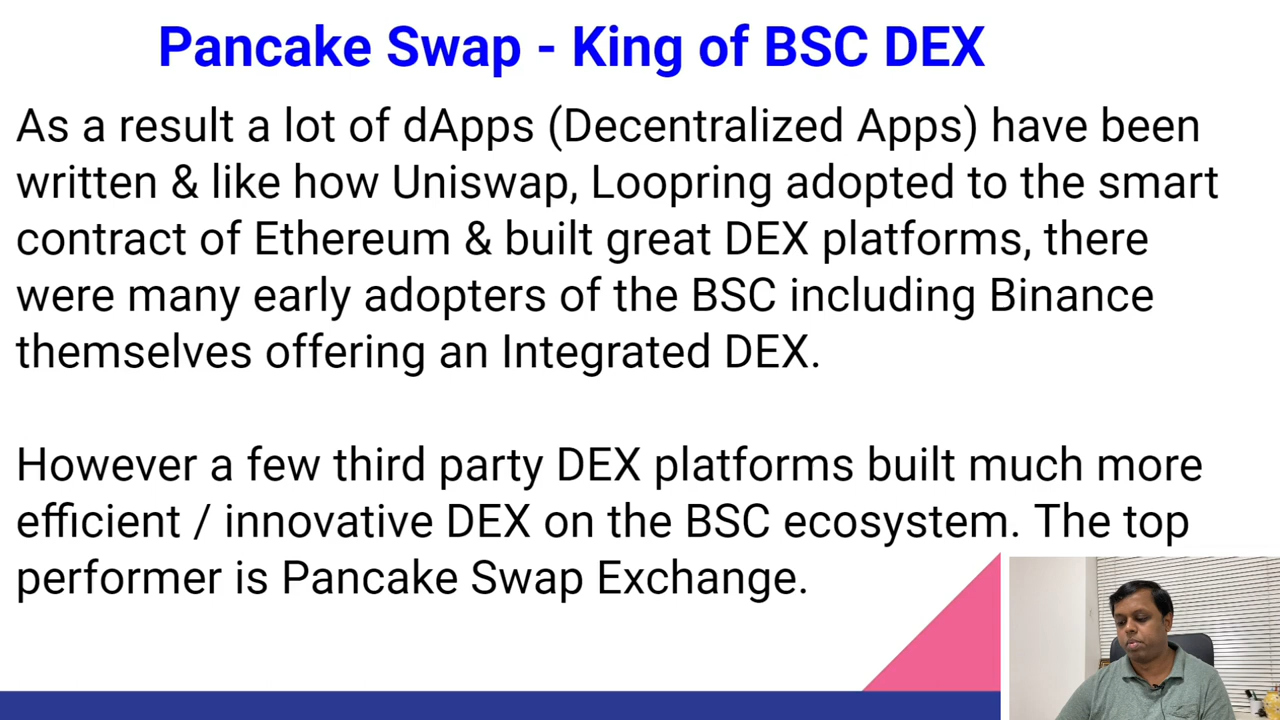 Pancake Swap - King of BSC DEX
As a result a lot of dApps (Decentralized Apps) have been
written & like how Uniswap, Loopring adopted to the smart
contract of Ethereum & built great DEX platforms, there
were many early adopters of the BSC including Binance
themselves offering an Integrated DEX.
However a few third party DEX platforms built much more
efficient / innovative DEX on the BSC ecosystem. The top
performer is Pancake Swap Exchange.